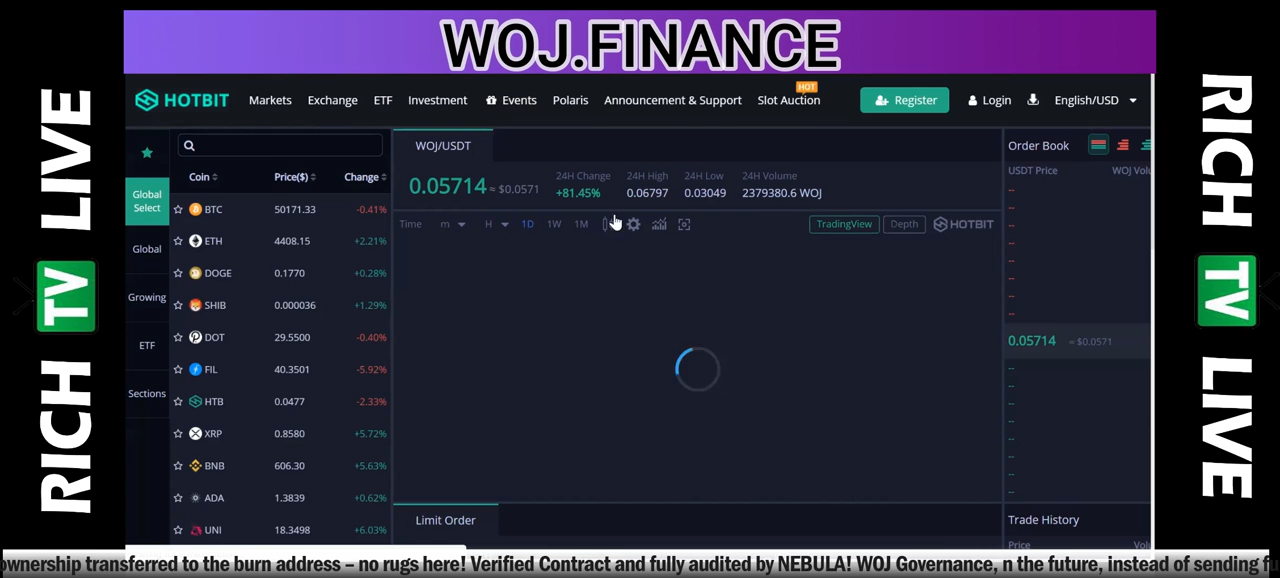 WOJ.FINANCE
RICH TV LIVE
HOTBIT Markets Exchange ETF Investment Events Polaris Announcement & Support Slot Auction HOT Register Login English/USD
WOJ/USDT
Order Book
Coin Price($) Change
0.05714 ≈ $0.0571
24H Change 24H High 24H Low 24H Volume
+81.45% 0.06797 0.03049 2379380.6 WOJ
USDT Price WOJ Volu
Time m H 1D 1W 1M TradingView Depth HOTBIT
Global Select
Global
Growing
ETF
Sections
BTC 50171.33 -0.41%
ETH 4408.15 +2.21%
DOGE 0.1770 +0.28%
SHIB 0.000036 +1.29%
DOT 29.5500 -0.40%
FIL 40.3501 -5.92%
HTB 0.0477 -2.33%
XRP 0.8580 +5.72%
BNB 606.30 +5.63%
ADA 1.3839 +0.62%
UNI 18.3498 +6.03%
0.05714 ≈ $0.0571
Limit Order
Trade History
Price Volu
RICH TV LIVE
ownership transferred to the burn address – no rugs here! Verified Contract and fully audited by NEBULA! WOJ Governance, n the future, instead of sending